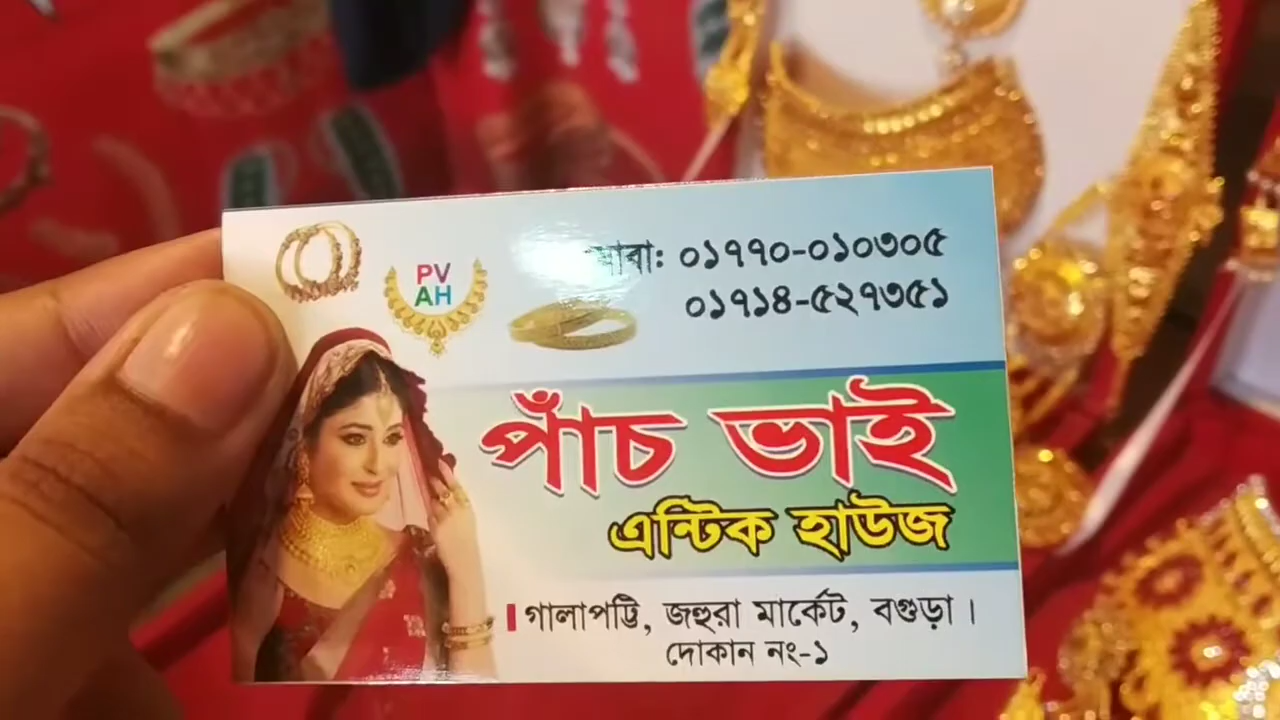 PV
AH
০১৭৭০-০১০৩০৫
০১৭১৪-৫২৭৩৫১
পাঁচ ভাই
এন্টিক হাউজ
গালাপট্টি, জহুরা মার্কেট, বগুড়া।
দোকান নং-১